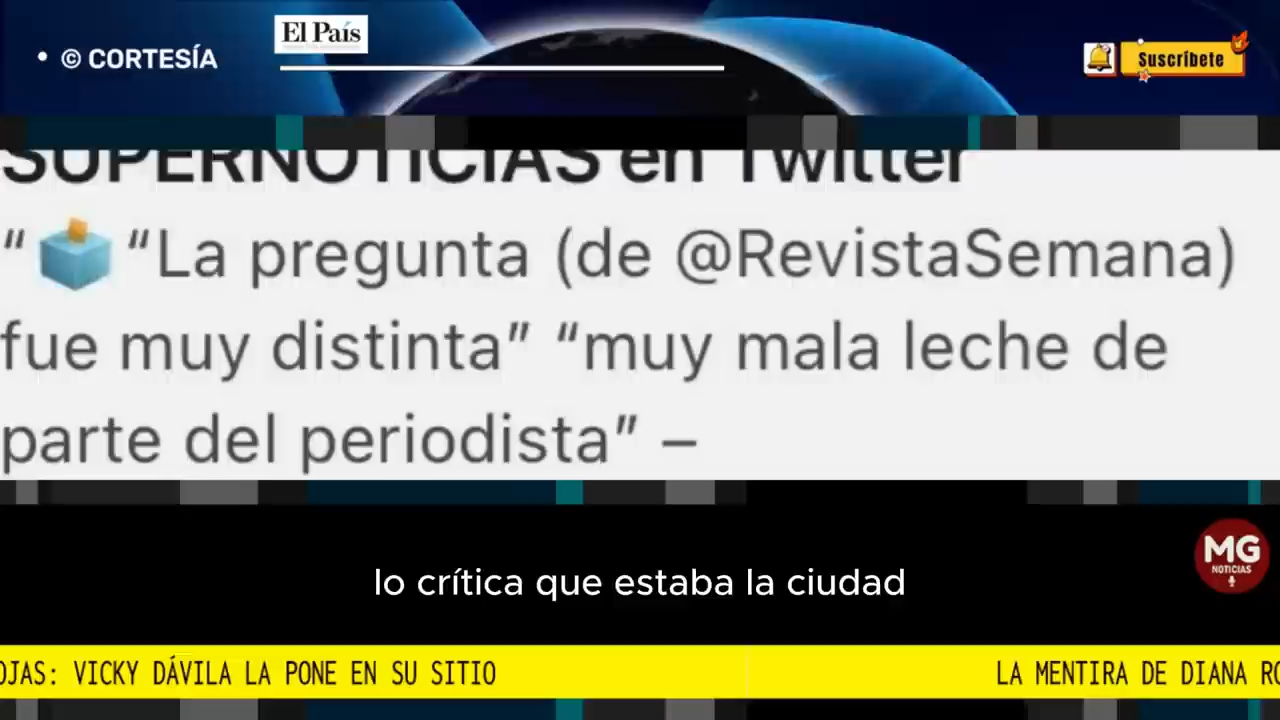 • © CORTESÍA
El País
Suscríbete
SUPERNOTICIAS en Twitter
“🗳️ “La pregunta (de @RevistaSemana)
fue muy distinta” “muy mala leche de
parte del periodista” –
lo crítica que estaba la ciudad
MG
NOTICIAS
OJAS: VICKY DÁVILA LA PONE EN SU SITIO
LA MENTIRA DE DIANA RO